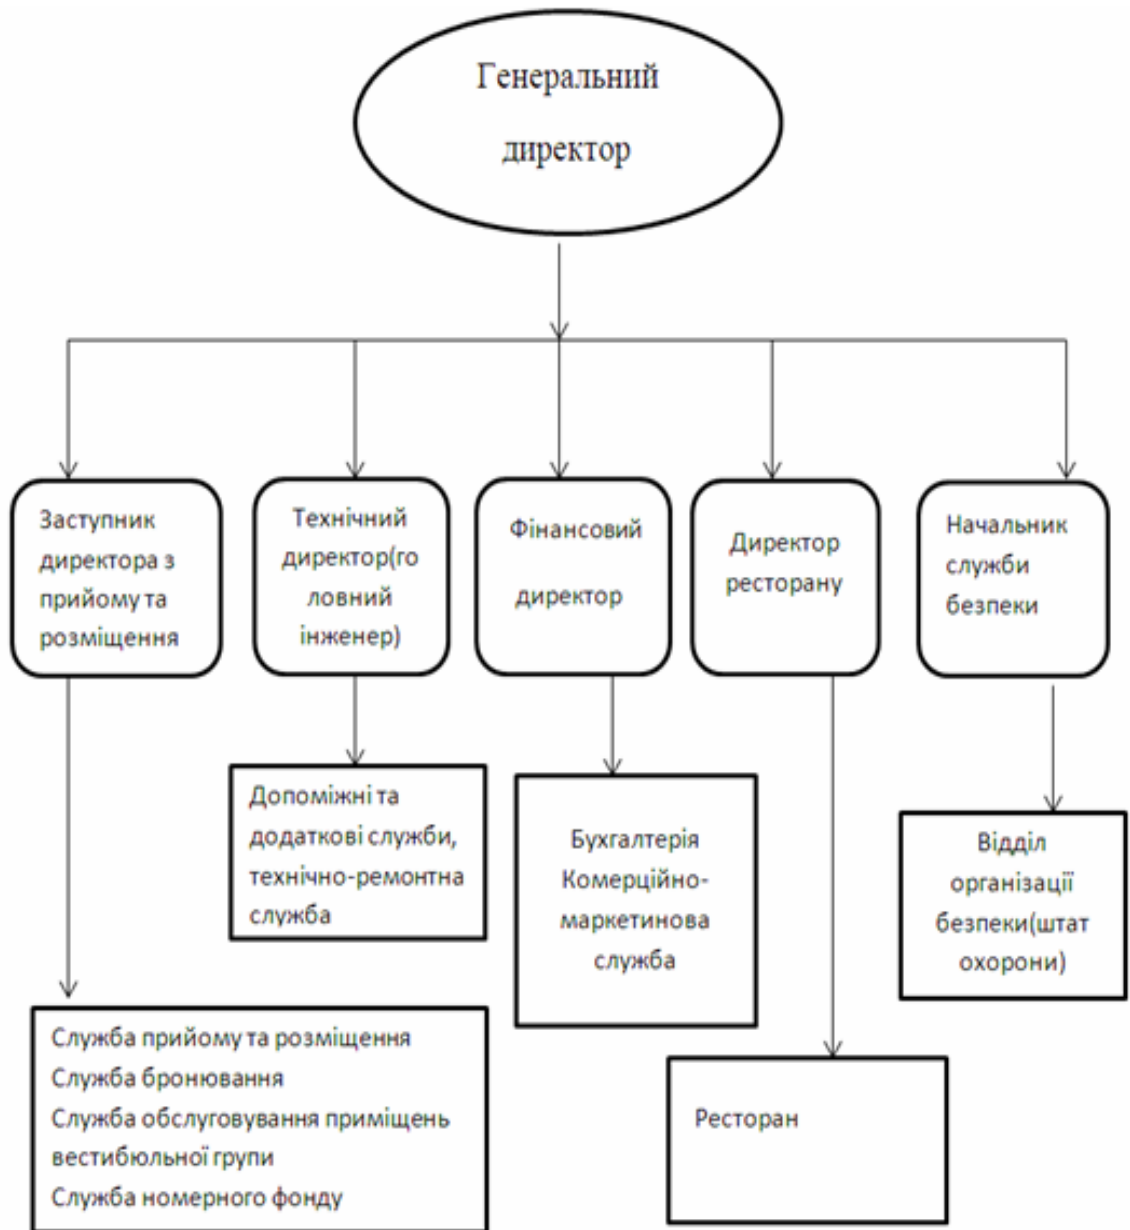 Генеральний
директор
Заступник
директора з
прийому та
розміщення
Технічний
директор(го
ловний
інженер)
Фінансовий
директор
Директор
ресторану
Начальник
служби
безпеки
Допоміжні та
додаткові служби,
технічно-ремонтна
служба
Бухгалтерія
Комерційно-
маркетинова
служба
Відділ
організації
безпеки(штат
охорони)
Служба прийому та розміщення
Служба бронювання
Служба обслуговування приміщень
вестибюльної групи
Служба номерного фонду
Ресторан